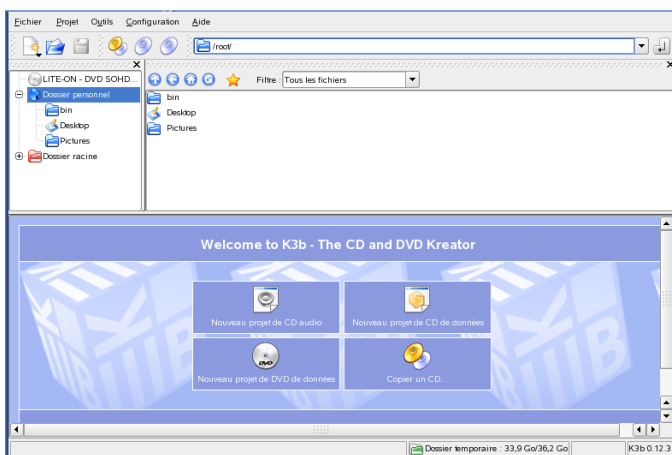 Fichier Projet Outils Configuration Aide
/root/
LITE-ON - DVD SOHD...
Dossier personnel
bin
Desktop
Pictures
Dossier racine
Filtre : Tous les fichiers
bin
Desktop
Pictures
Welcome to K3b - The CD and DVD Kreator
Nouveau projet de CD audio
Nouveau projet de CD de données
Nouveau projet de DVD de données
Copier un CD...
Dossier temporaire : 33,9 Go/36,2 Go
K3b 0.12.3